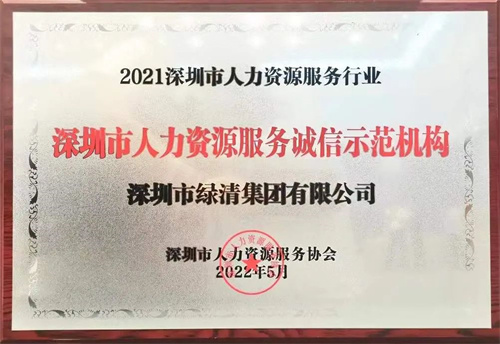 2021深圳市人力资源服务行业
深圳市人力资源服务诚信示范机构
深圳市绿清集团有限公司
深圳市人力资源服务协会
2022年5月